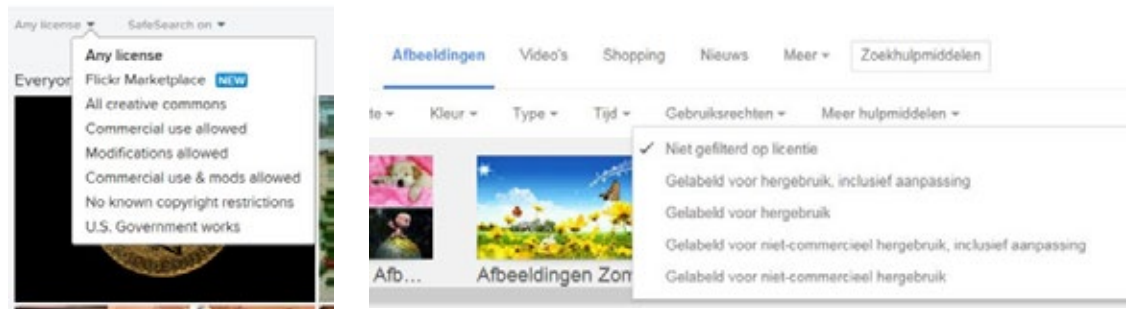 Any license SafeSearch on
Any license
Everyon
Flickr Marketplace NEW
All creative commons
Commercial use allowed
Modifications allowed
Commercial use & mods allowed
No known copyright restrictions
U.S. Government works
Afbeeldingen Video's Shopping Nieuws Meer Zoekhulpmiddelen
te Kleur Type Tijd Gebruiksrechten Meer hulpmiddelen
Niet gefilterd op licentie
Gelabeld voor hergebruik, inclusief aanpassing
Gelabeld voor hergebruik
Gelabeld voor niet-commercieel hergebruik, inclusief aanpassing
Gelabeld voor niet-commercieel hergebruik
Afb... Afbeeldingen Zom